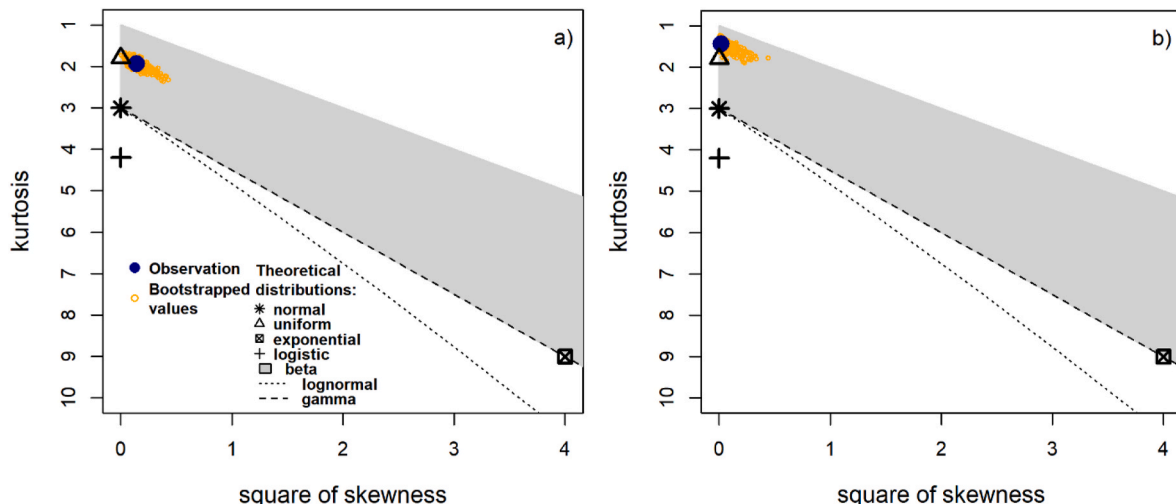 a)
kurtosis
1
2
3
4
5
6
7
8
9
10
Observation
Bootstrapped
values
Theoretical
distributions:
normal
uniform
exponential
logistic
beta
lognormal
gamma
0
1
2
3
4
square of skewness
b)
kurtosis
1
2
3
4
5
6
7
8
9
10
0
1
2
3
4
square of skewness